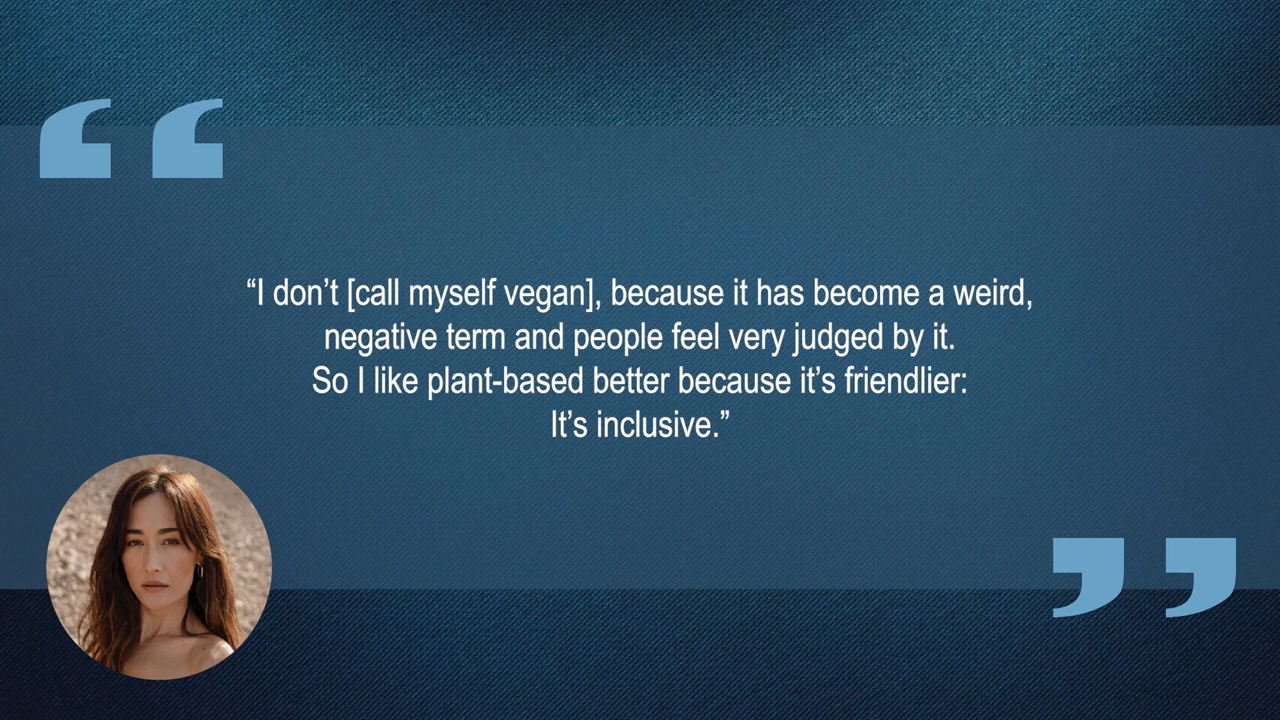 “I don’t [call myself vegan], because it has become a weird,
negative term and people feel very judged by it.
So I like plant-based better because it’s friendlier:
It’s inclusive.”